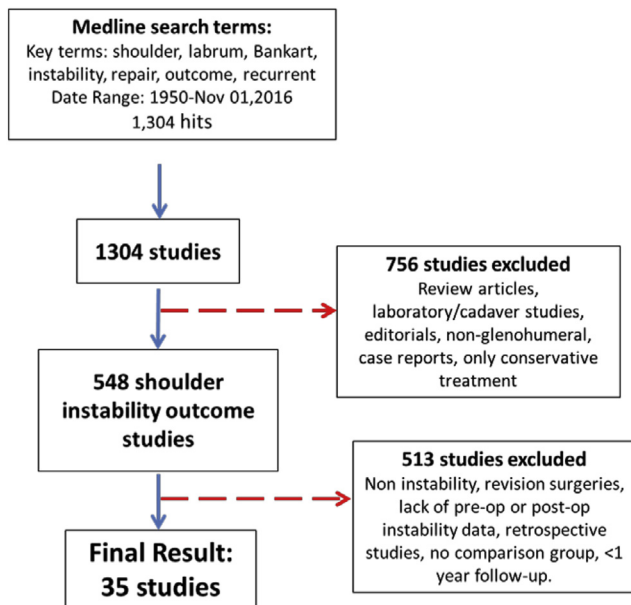 Medline search terms:
Key terms: shoulder, labrum, Bankart,
instability, repair, outcome, recurrent
Date Range: 1950-Nov 01,2016
1,304 hits
1304 studies
756 studies excluded
Review articles,
laboratory/cadaver studies,
editorials, non-glenohumeral,
case reports, only conservative
treatment
548 shoulder
instability outcome
studies
513 studies excluded
Non instability, revision surgeries,
lack of pre-op or post-op
instability data, retrospective
studies, no comparison group, <1
year follow-up.
Final Result:
35 studies